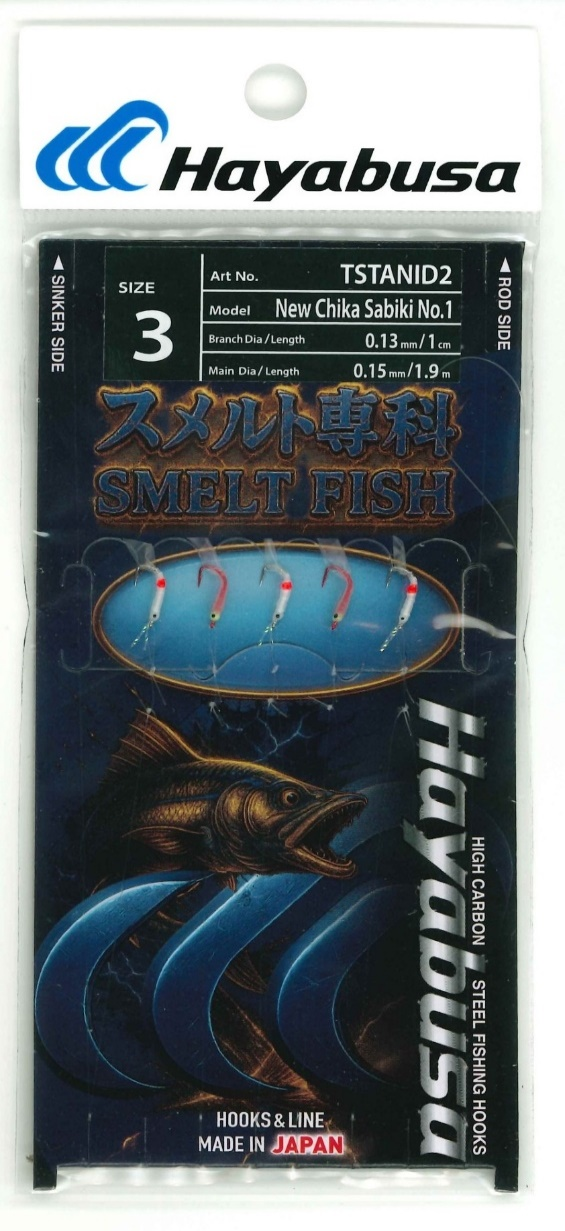 Hayabusa
SINKER SIDE
ROD SIDE
SIZE
3
Art No. TSTANID2
Model New Chika Sabiki No.1
Branch Dia / Length 0.13 mm / 1 cm
Main Dia / Length 0.15 mm / 1.9 m
スメルト専科
SMELT FISH
Hayabusa
HIGH CARBON STEEL FISHING HOOKS
HOOKS & LINE
MADE IN JAPAN